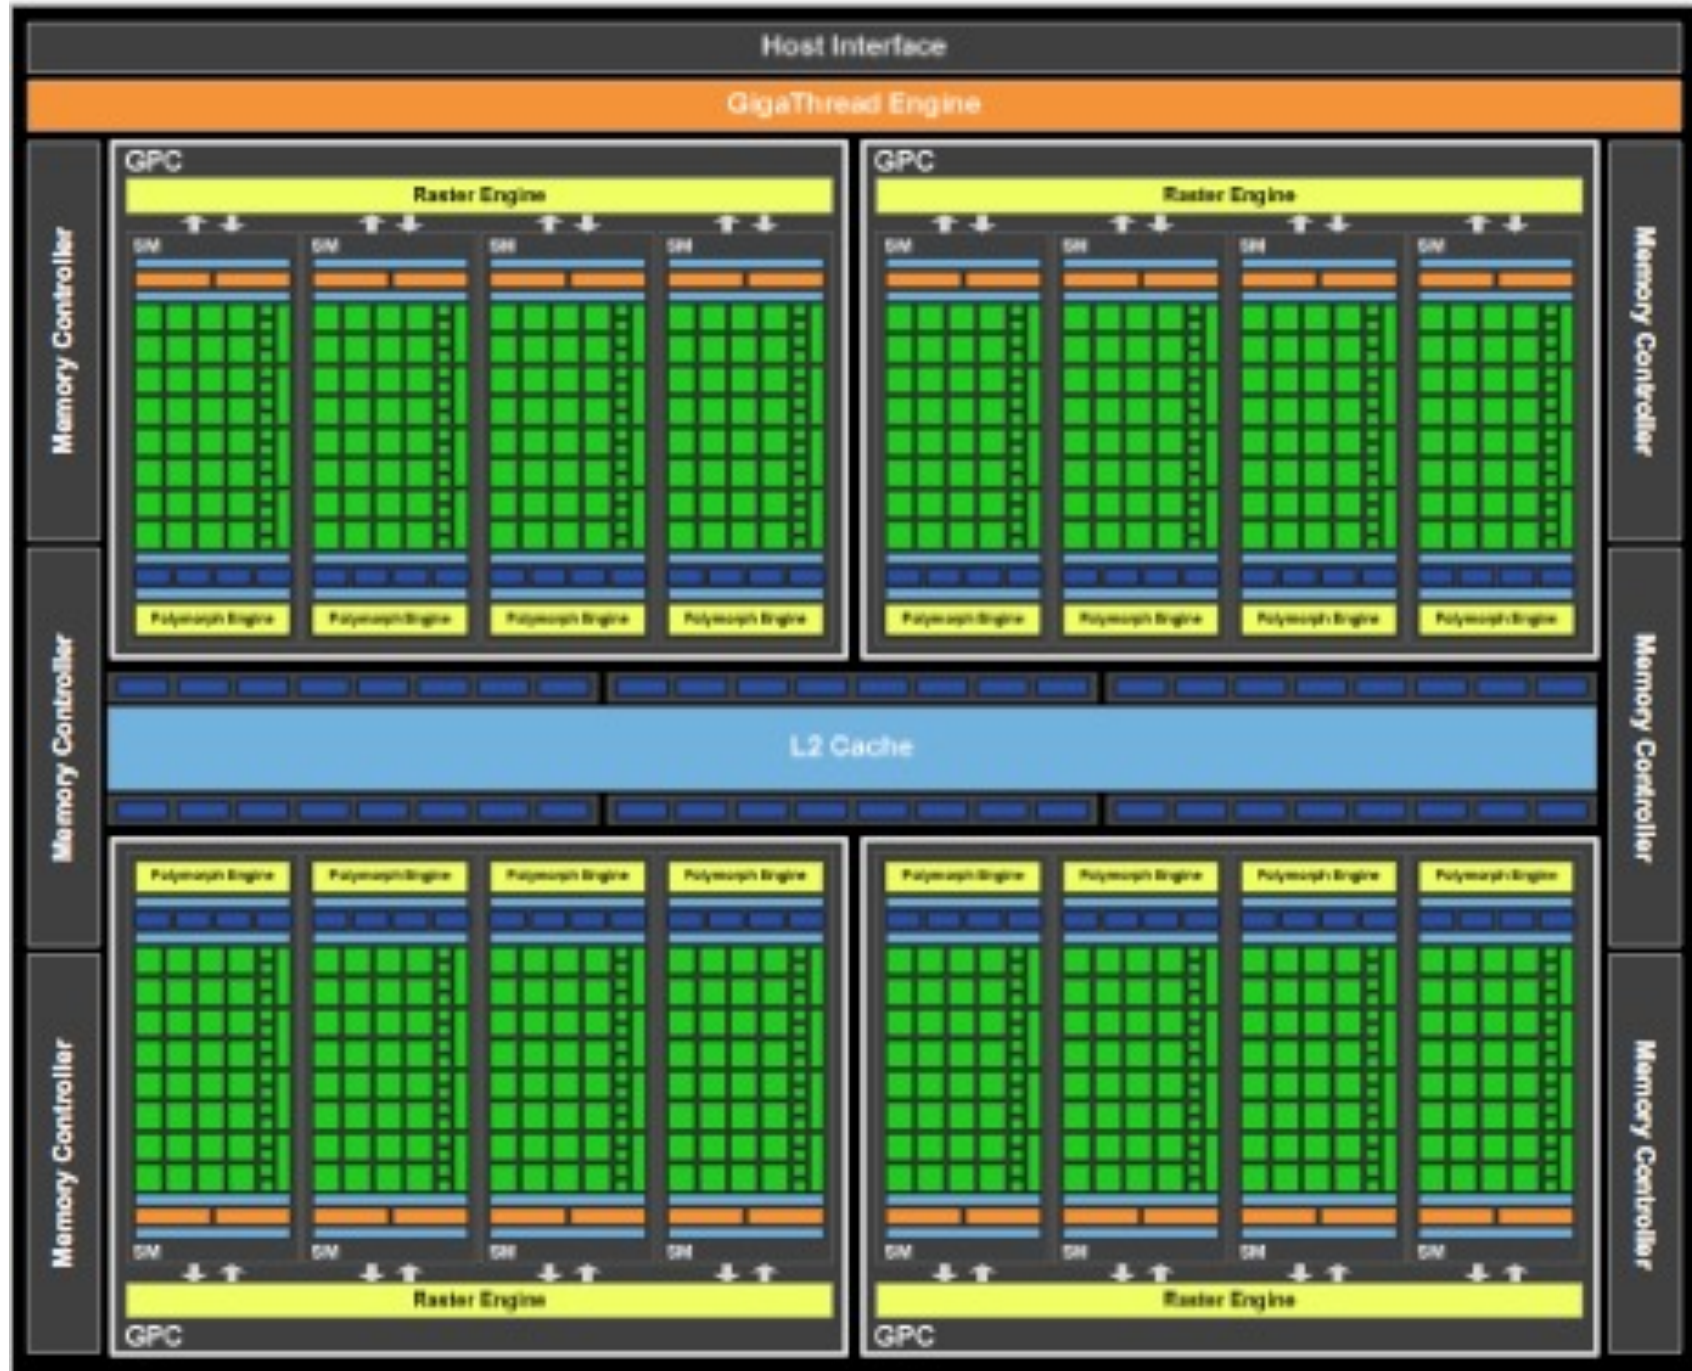 Host Interface
GigaThread Engine
Memory Controller
GPC
Raster Engine
SM SM SM SM
Polymorph Engine Polymorph Engine Polymorph Engine Polymorph Engine
GPC
Raster Engine
SM SM SM SM
Polymorph Engine Polymorph Engine Polymorph Engine Polymorph Engine
Memory Controller
Memory Controller
L2 Cache
Memory Controller
Memory Controller
Polymorph Engine Polymorph Engine Polymorph Engine Polymorph Engine
SM SM SM SM
Raster Engine
GPC
Polymorph Engine Polymorph Engine Polymorph Engine Polymorph Engine
SM SM SM SM
Raster Engine
GPC
Memory Controller